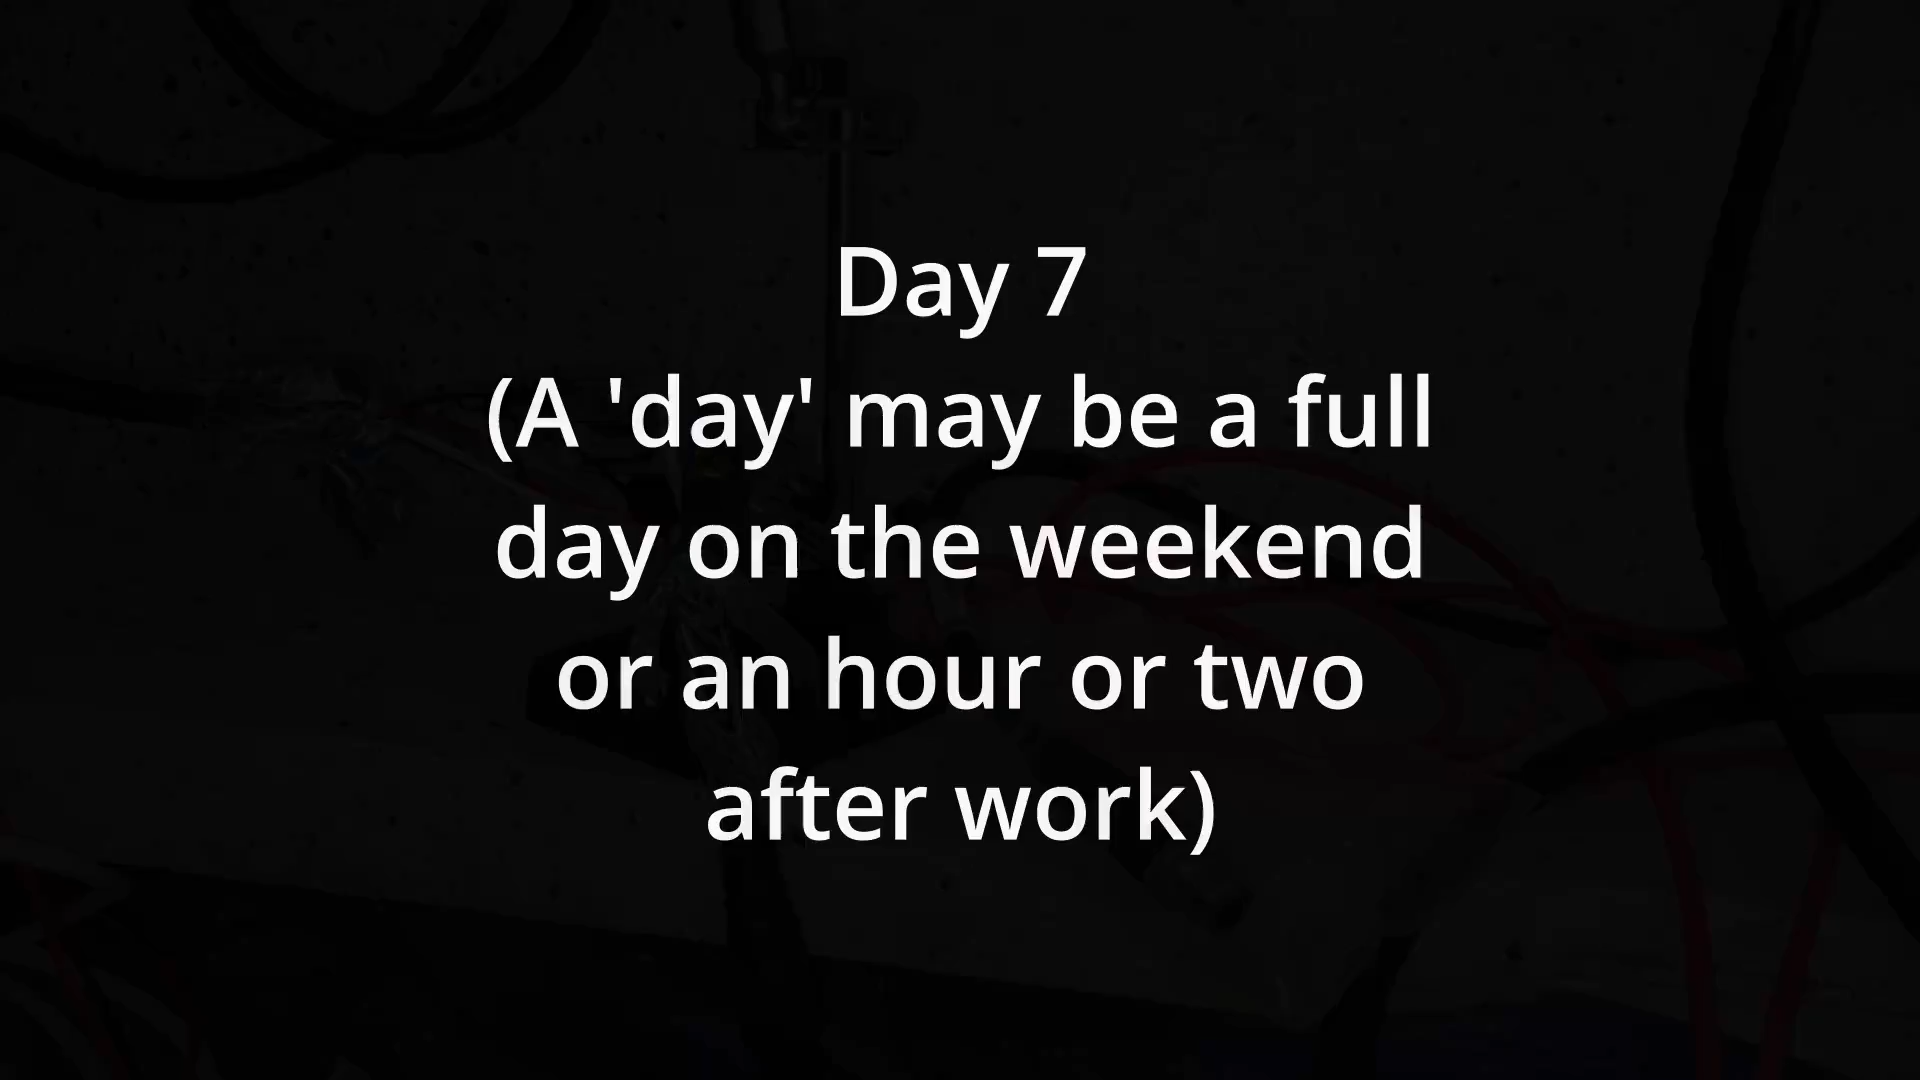 Day 7
(A 'day' may be a full
day on the weekend
or an hour or two
after work)